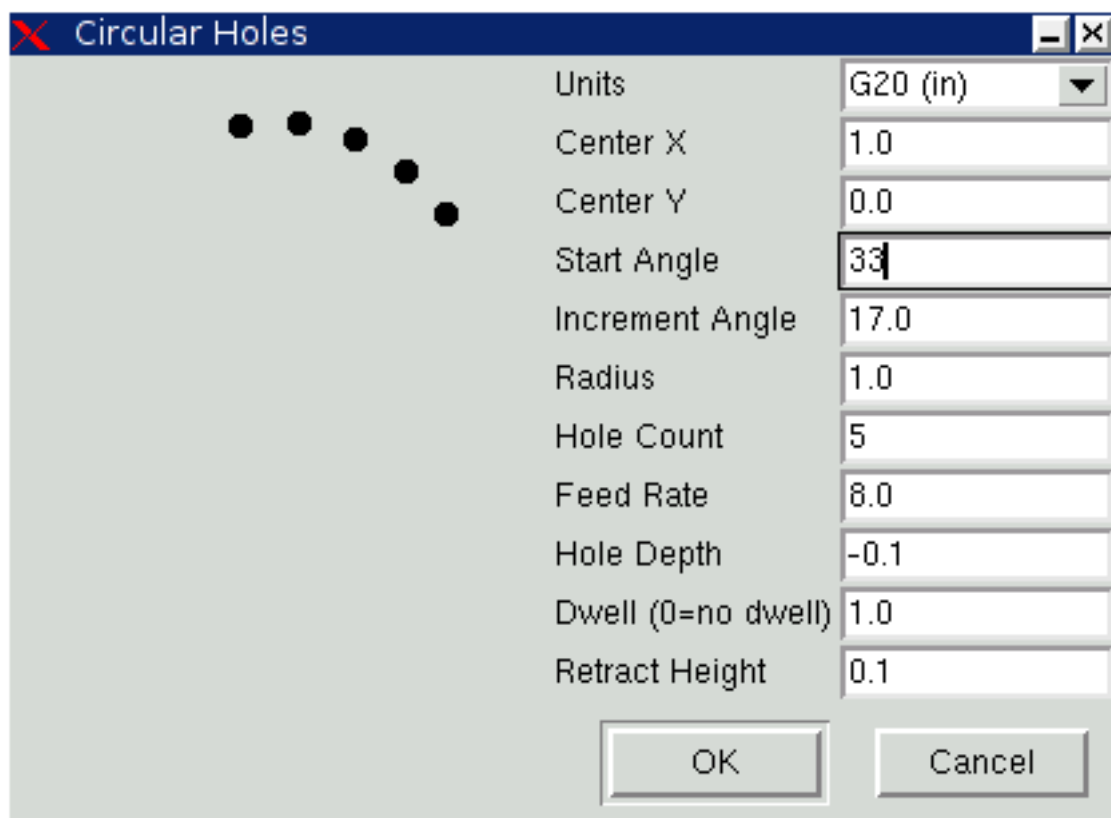 Circular Holes
Units G20 (in)
Center X 1.0
Center Y 0.0
Start Angle 33
Increment Angle 17.0
Radius 1.0
Hole Count 5
Feed Rate 8.0
Hole Depth -0.1
Dwell (0=no dwell) 1.0
Retract Height 0.1
OK Cancel